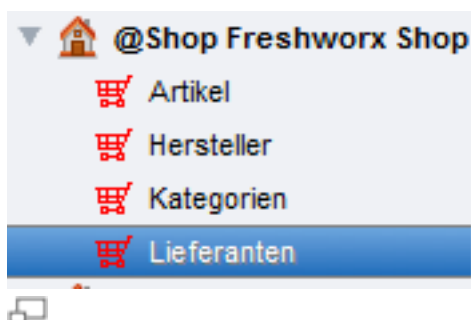 @Shop Freshworx Shop
Artikel
Hersteller
Kategorien
Lieferanten